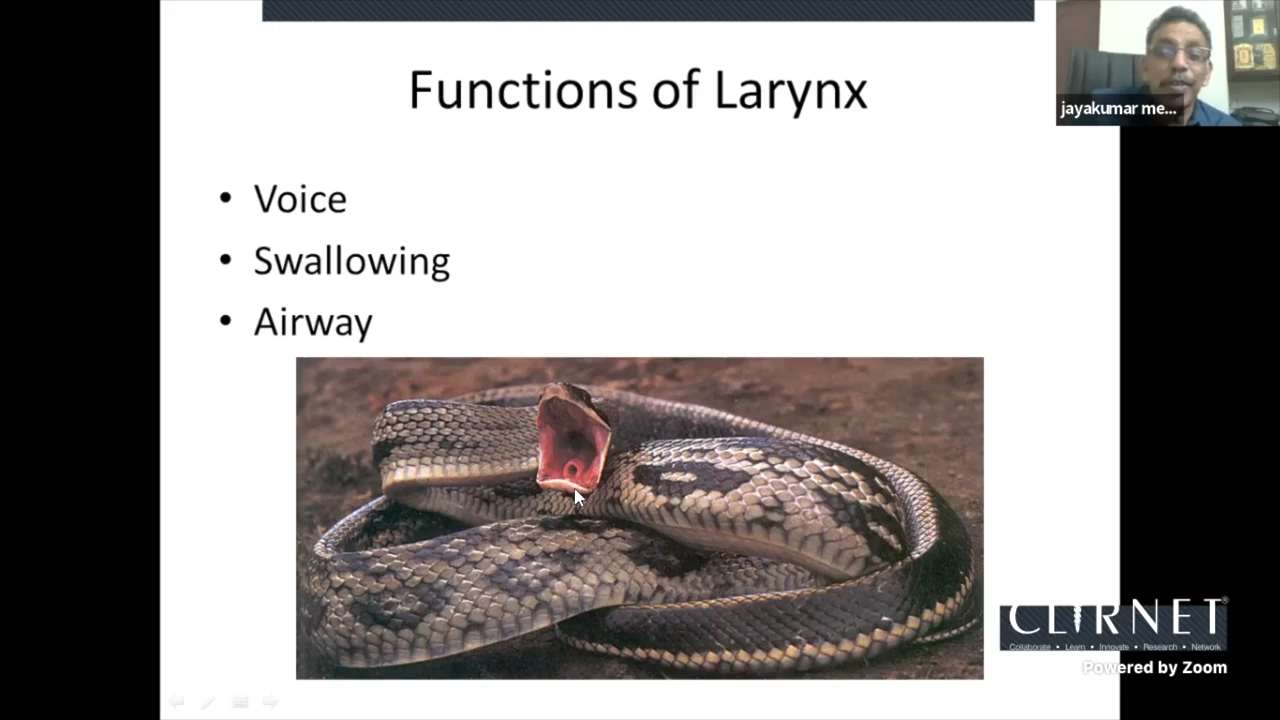 Functions of Larynx
jayakumar me...
• Voice
• Swallowing
• Airway
CLIRNET®
Collaborate • Learn • Innovate • Research • Network
Powered by Zoom